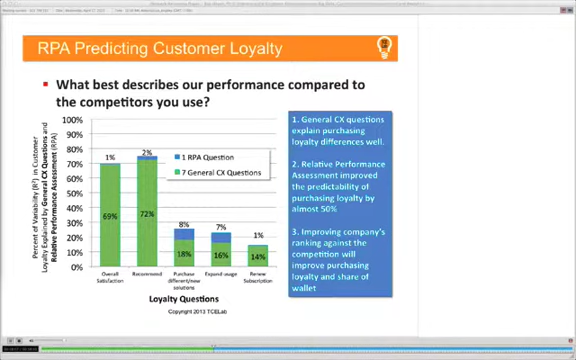 RPA Predicting Customer Loyalty
What best describes our performance compared to
the competitors you use?
Percent of Variability (R²) in Customer
Loyalty Explained by General CX Questions and
Relative Performance Assessment (RPA)
100%
90%
80%
70%
60%
50%
40%
30%
20%
10%
0%
1 RPA Question
7 General CX Questions
1%
2%
8%
7%
1%
69%
72%
18%
16%
14%
Overall
Satisfaction
Recommend
Purchase
different/new
solutions
Expand usage
Renew
Subscription
Loyalty Questions
Copyright 2013 TCELab
1. General CX questions
explain purchasing
loyalty differences well.
2. Relative Performance
Assessment improved
the predictability of
purchasing loyalty by
almost 50%
3. Improving company's
ranking against the
competition will
improve purchasing
loyalty and share of
wallet